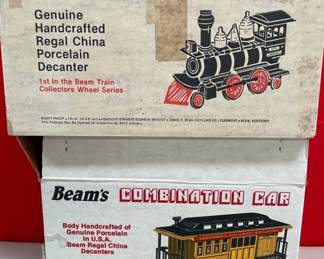 Genuine
Handcrafted
Regal China
Porcelain
Decanter
1st in the Beam Train
Collectors Wheel Series
Beam's COMBINATION CAR
Body Handcrafted of
Genuine Porcelain
in U.S.A.
Beam Regal China
Decanters